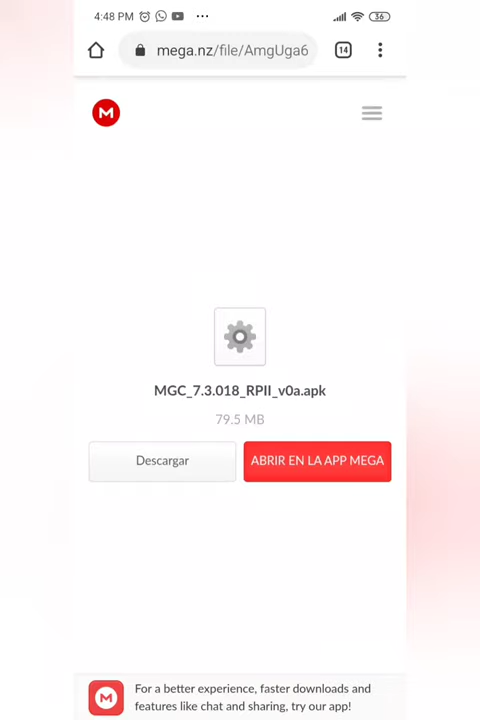 4:48 PM
36
mega.nz/file/AmgUga6
14
M
MGC_7.3.018_RPII_v0a.apk
79.5 MB
Descargar
ABRIR EN LA APP MEGA
M
For a better experience, faster downloads and
features like chat and sharing, try our app!